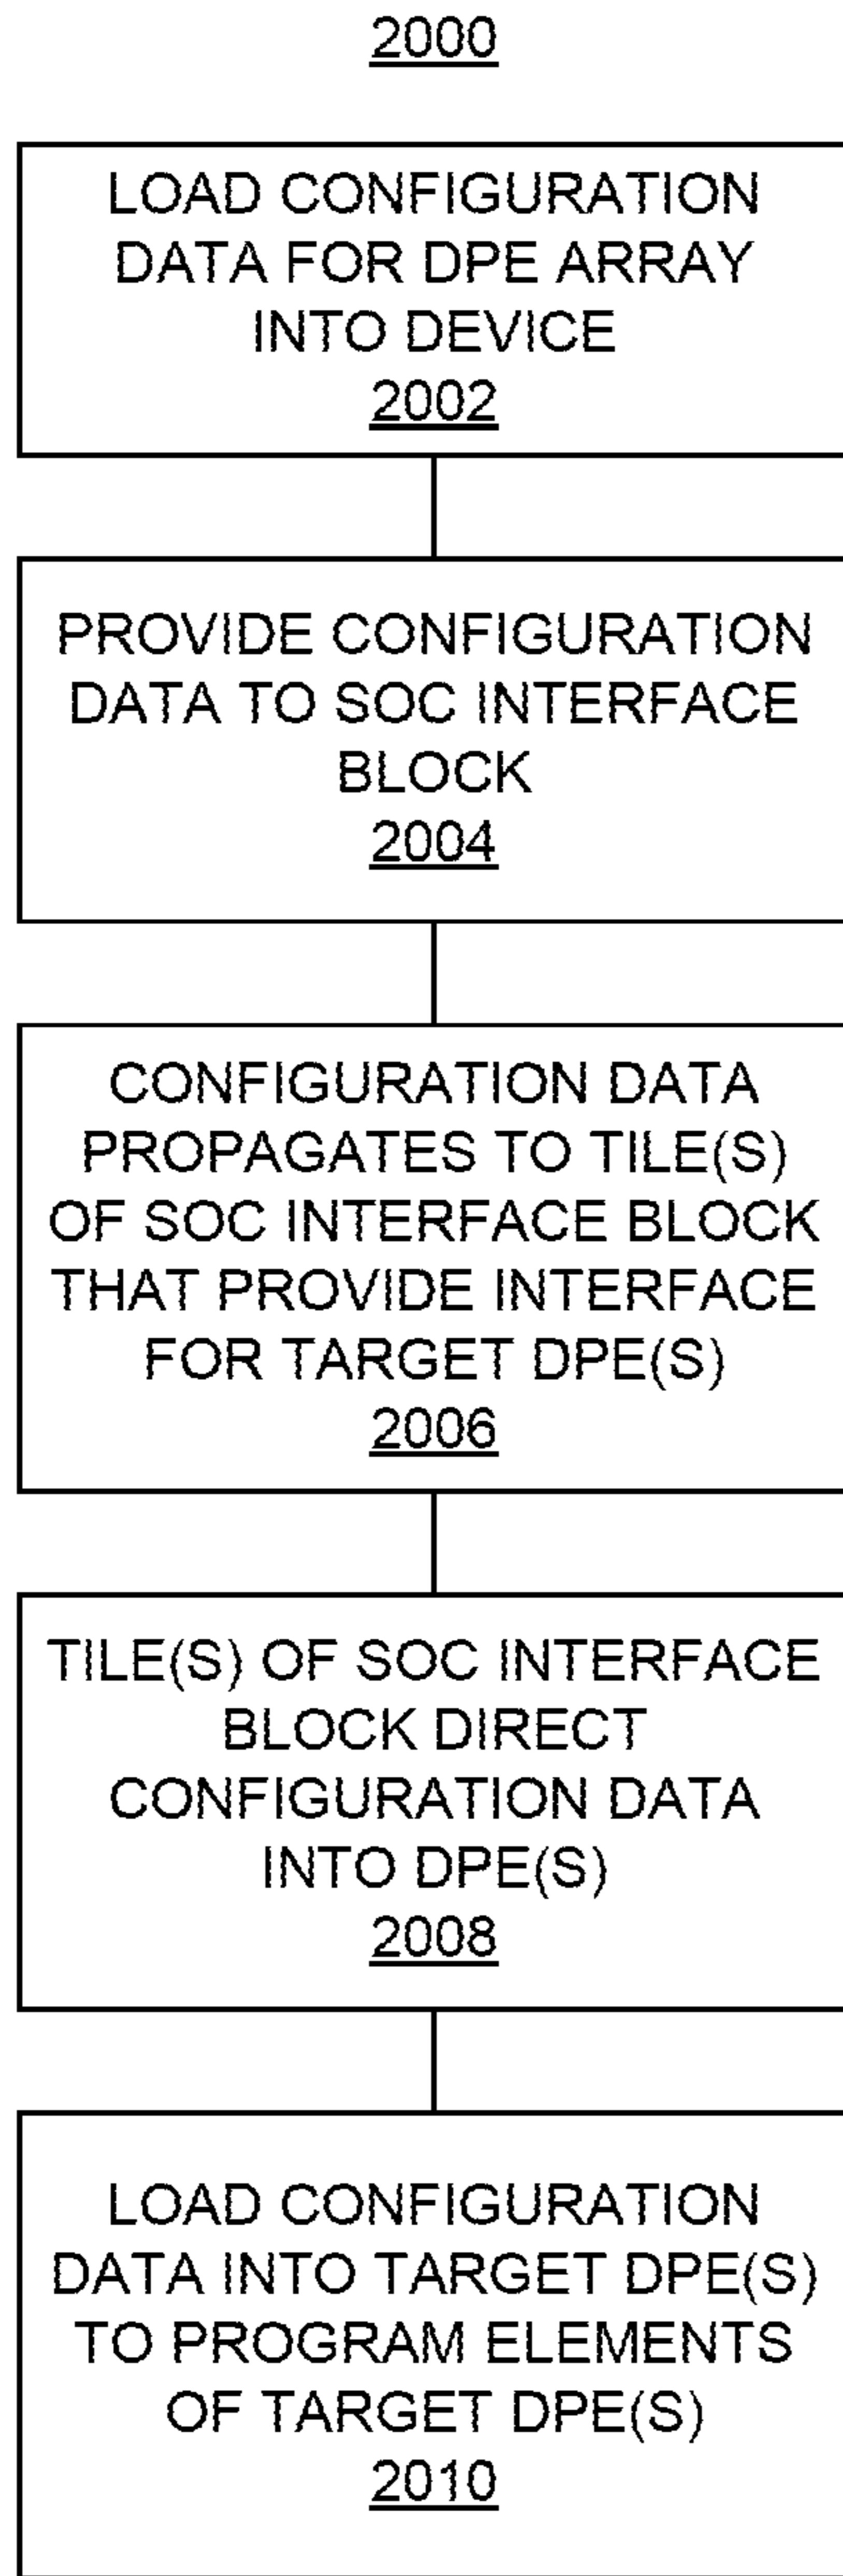 2000
LOAD CONFIGURATION
DATA FOR DPE ARRAY
INTO DEVICE
2002
PROVIDE CONFIGURATION
DATA TO SOC INTERFACE
BLOCK
2004
CONFIGURATION DATA
PROPAGATES TO TILE(S)
OF SOC INTERFACE BLOCK
THAT PROVIDE INTERFACE
FOR TARGET DPE(S)
2006
TILE(S) OF SOC INTERFACE
BLOCK DIRECT
CONFIGURATION DATA
INTO DPE(S)
2008
LOAD CONFIGURATION
DATA INTO TARGET DPE(S)
TO PROGRAM ELEMENTS
OF TARGET DPE(S)
2010